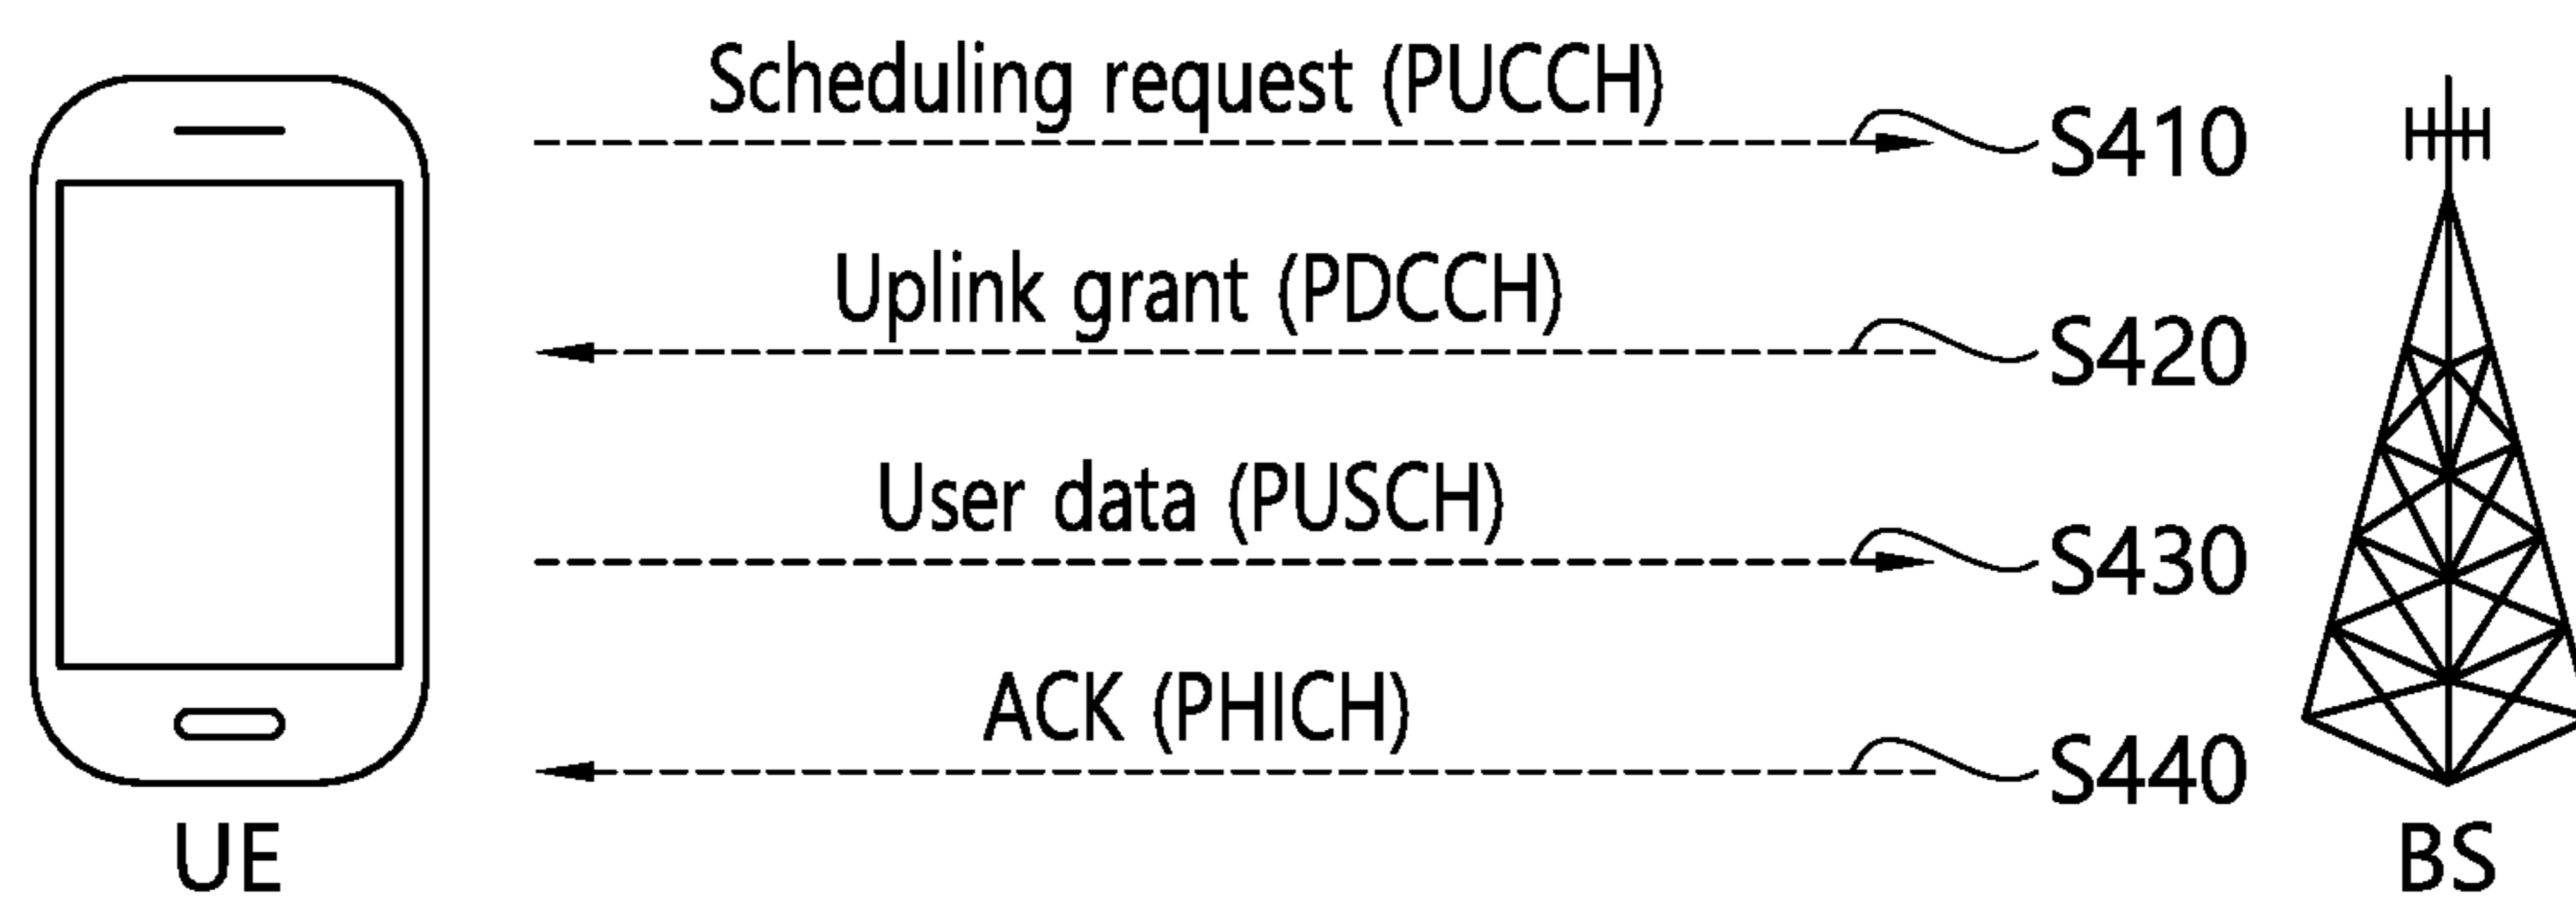 Scheduling request (PUCCH)
S410
Uplink grant (PDCCH)
S420
User data (PUSCH)
S430
ACK (PHICH)
S440
UE
BS